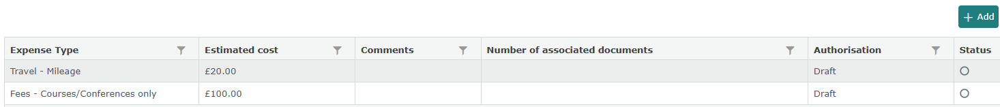 + Add
Expense Type Estimated cost Comments Number of associated documents Authorisation Status
Travel - Mileage £20.00 Draft
Fees - Courses/Conferences only £100.00 Draft